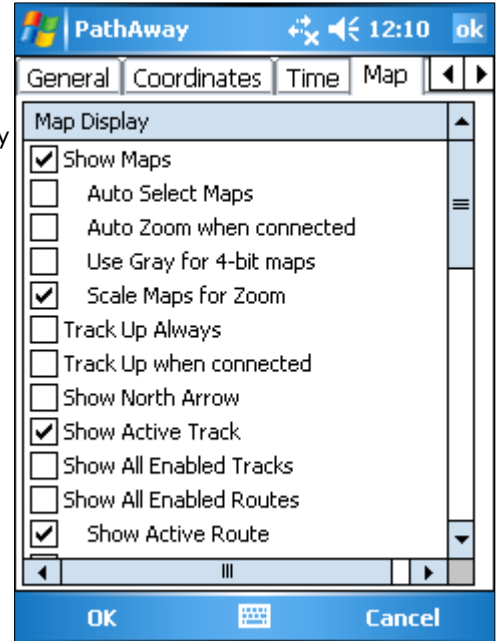 PathAway 12:10 ok
General Coordinates Time Map
Map Display
y
Show Maps
Auto Select Maps
Auto Zoom when connected
Use Gray for 4-bit maps
Scale Maps for Zoom
Track Up Always
Track Up when connected
Show North Arrow
Show Active Track
Show All Enabled Tracks
Show All Enabled Routes
Show Active Route
OK Cancel